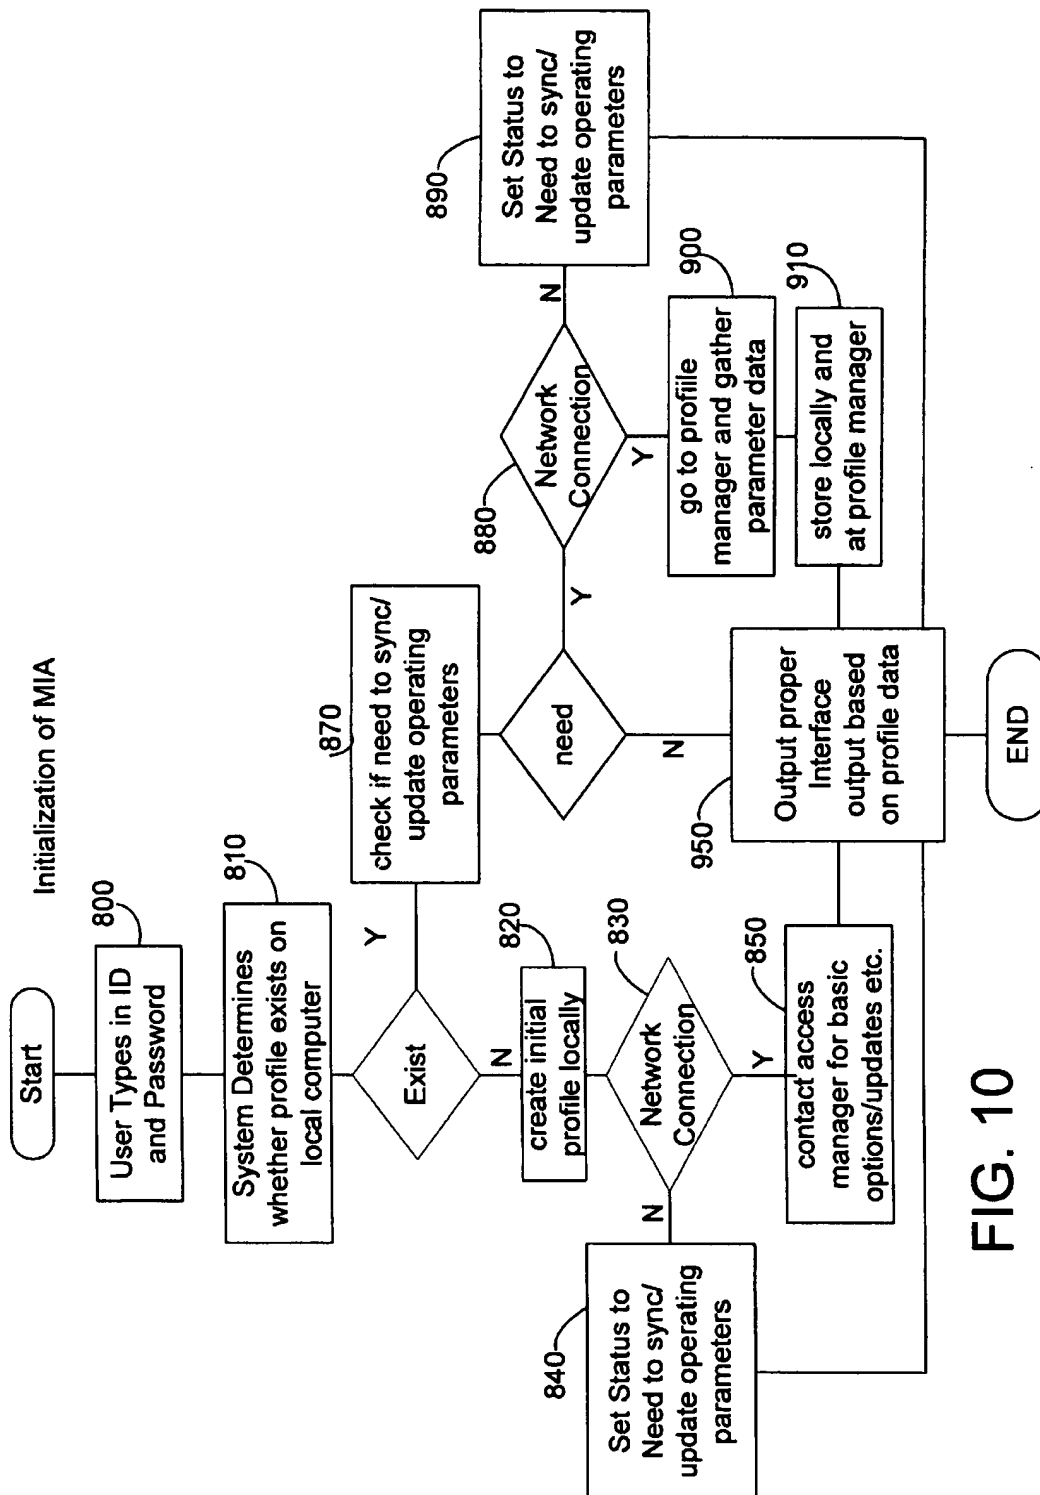 Initialization of MIA
Start
800
User Types in ID
and Password
810
System Determines
whether profile exists on
local computer
Exist
Y
N
870
check if need to sync/
update operating
parameters
need
Y
N
880
Network
Connection
N
Y
890
Set Status to
Need to sync/
update operating
parameters
900
go to profiile
manager and gather
parameter data
910
store locally and
at profile manager
820
create initial
profile locally
830
Network
Connection
N
Y
840
Set Status to
Need to sync/
update operating
parameters
850
contact access
manager for basic
options/updates etc.
950
Output proper
Interface
output based
on profile data
END
FIG. 10